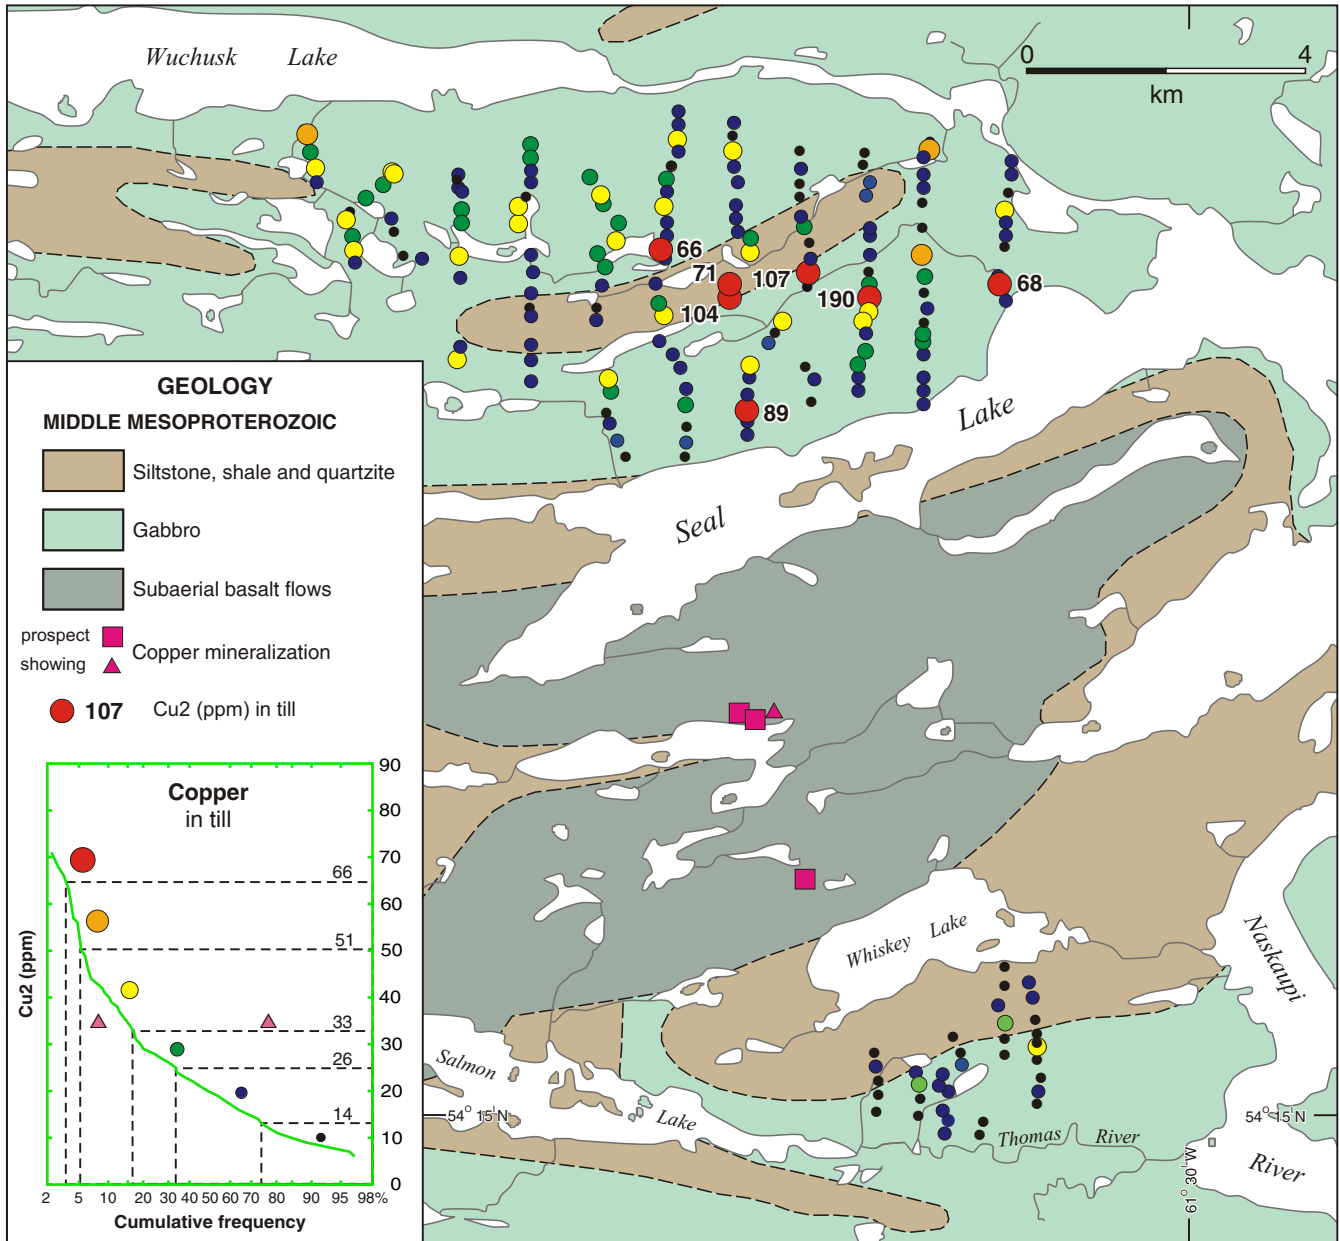 Wuchusk Lake
0 4
km
66
71 107
190
68
104
89
Lake
Seal
GEOLOGY
MIDDLE MESOPROTEROZOIC
Siltstone, shale and quartzite
Gabbro
Subaerial basalt flows
prospect
showing
Copper mineralization
107 Cu2 (ppm) in till
Copper
in till
90
80
70
60
50
40
30
20
10
0
66
51
33
26
14
Cu2 (ppm)
2 5 10 20 30 40 50 60 70 80 90 95 98%
Cumulative frequency
Whiskey Lake
Naskaupi
River
Salmon
Lake
54° 15' N
54° 15' N
Thomas River
61° 30' W